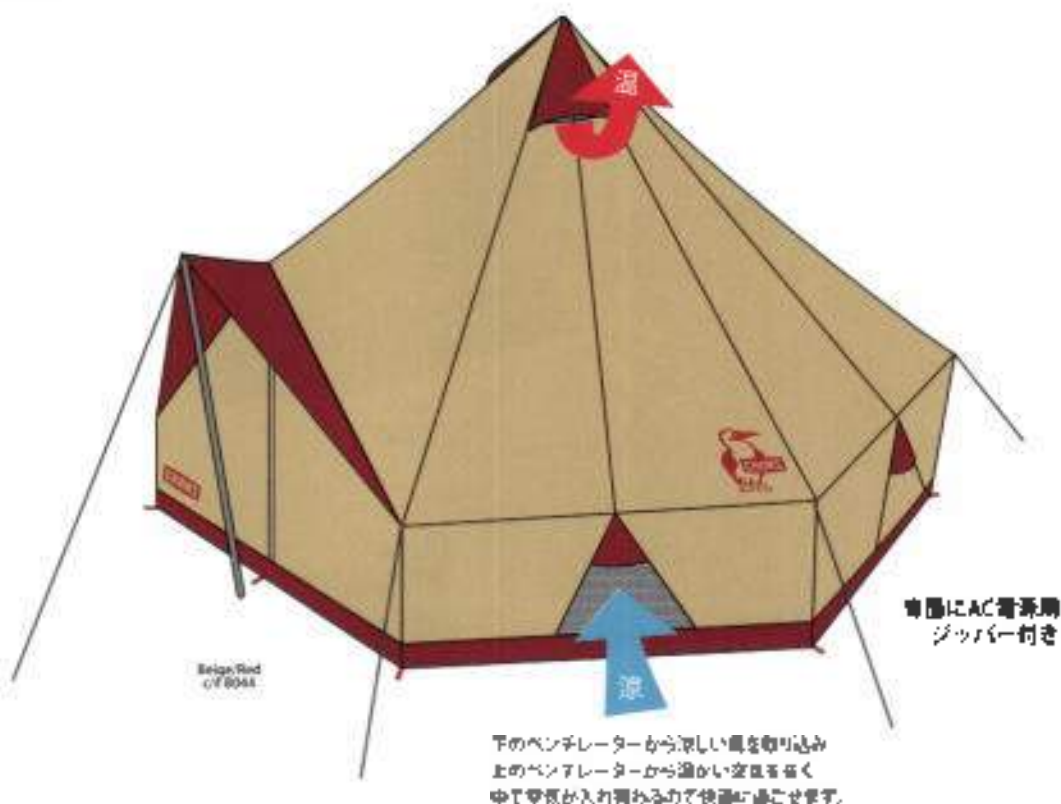 温
CHUMS
CHUMS
Beige/Red
背面にAC電源用
ジッパー付き
涼
下のベンチレーターから涼しい風を取り込み
上のベンチレーターから温かい空気を
中で空気が入れ替わるので快適に過ごせます。